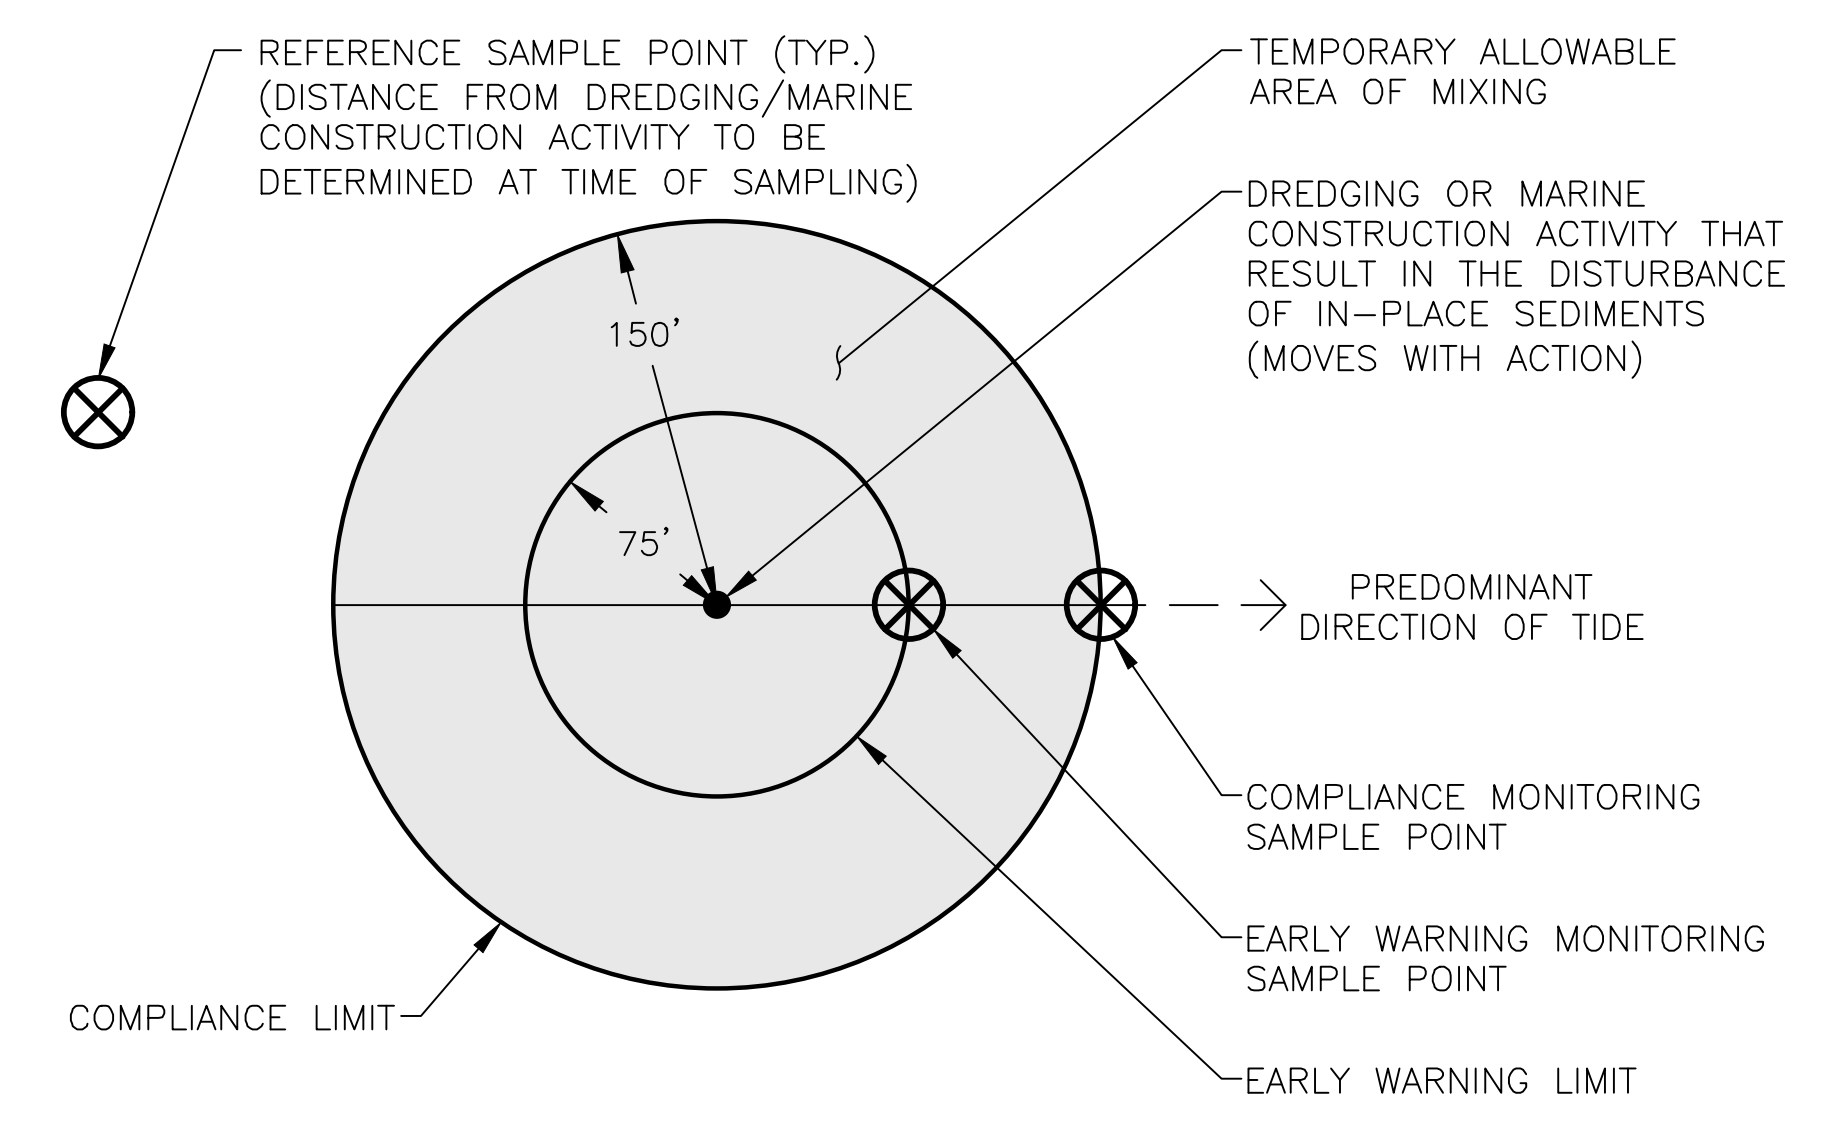 REFERENCE SAMPLE POINT (TYP.)
(DISTANCE FROM DREDGING/MARINE
CONSTRUCTION ACTIVITY TO BE
DETERMINED AT TIME OF SAMPLING)
TEMPORARY ALLOWABLE
AREA OF MIXING
DREDGING OR MARINE
CONSTRUCTION ACTIVITY THAT
RESULT IN THE DISTURBANCE
OF IN-PLACE SEDIMENTS
(MOVES WITH ACTION)
150'
75'
PREDOMINANT
DIRECTION OF TIDE
COMPLIANCE MONITORING
SAMPLE POINT
EARLY WARNING MONITORING
SAMPLE POINT
COMPLIANCE LIMIT
EARLY WARNING LIMIT